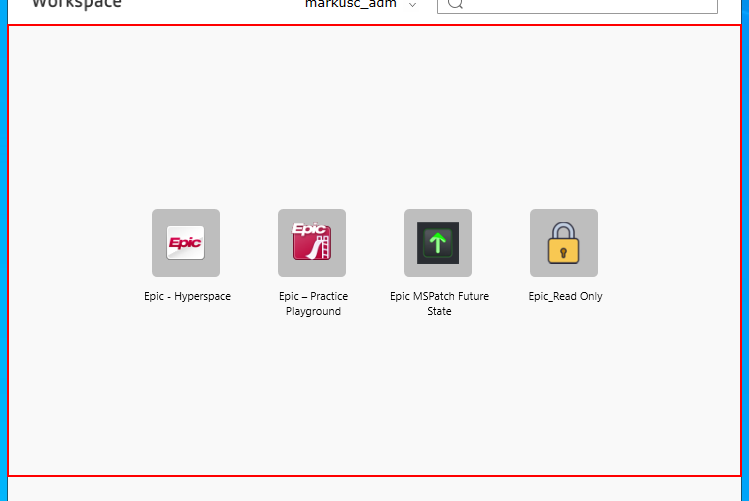 Workspace
markusc_adm
Epic
Epic
Epic - Hyperspace
Epic – Practice
Playground
Epic MSPatch Future
State
Epic_Read Only